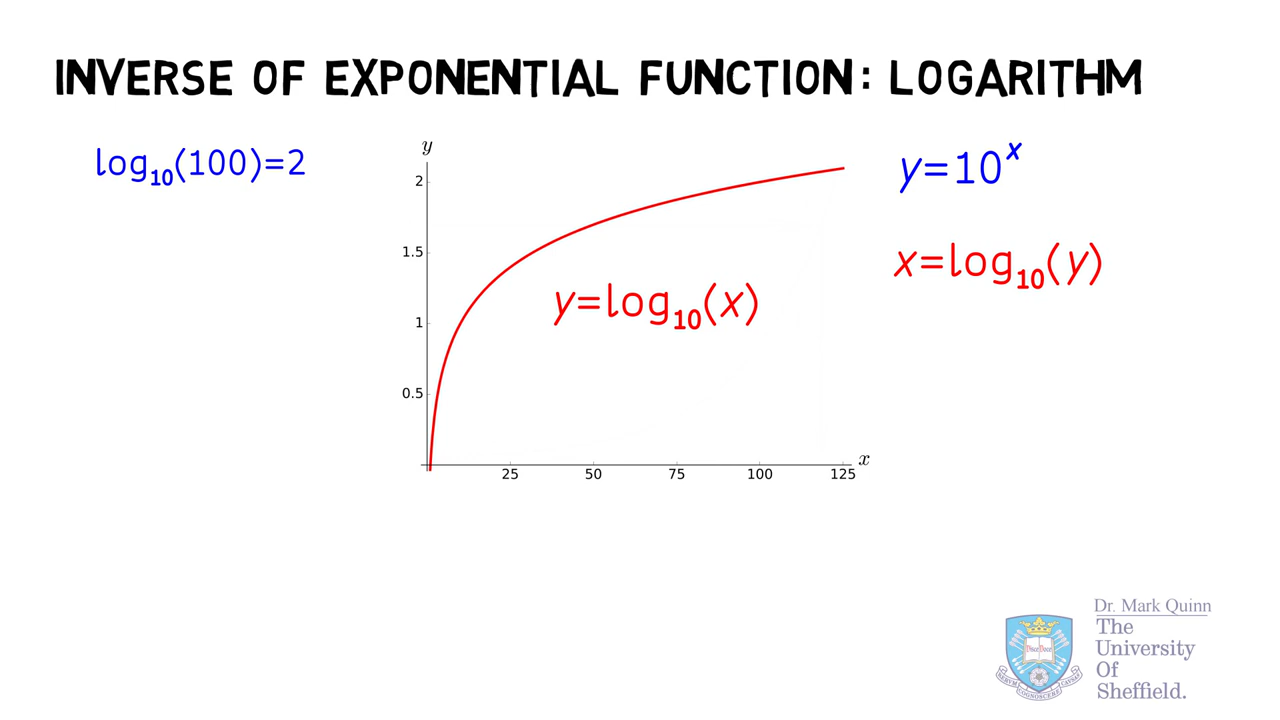 INVERSE OF EXPONENTIAL FUNCTION: LOGARITHM
log₁₀(100)=2
y
2
1.5
1
0.5
25 50 75 100 125 x
y=log₁₀(x)
y=10ˣ
x=log₁₀(y)
Dr. Mark Quinn
The
University
Of
Sheffield.